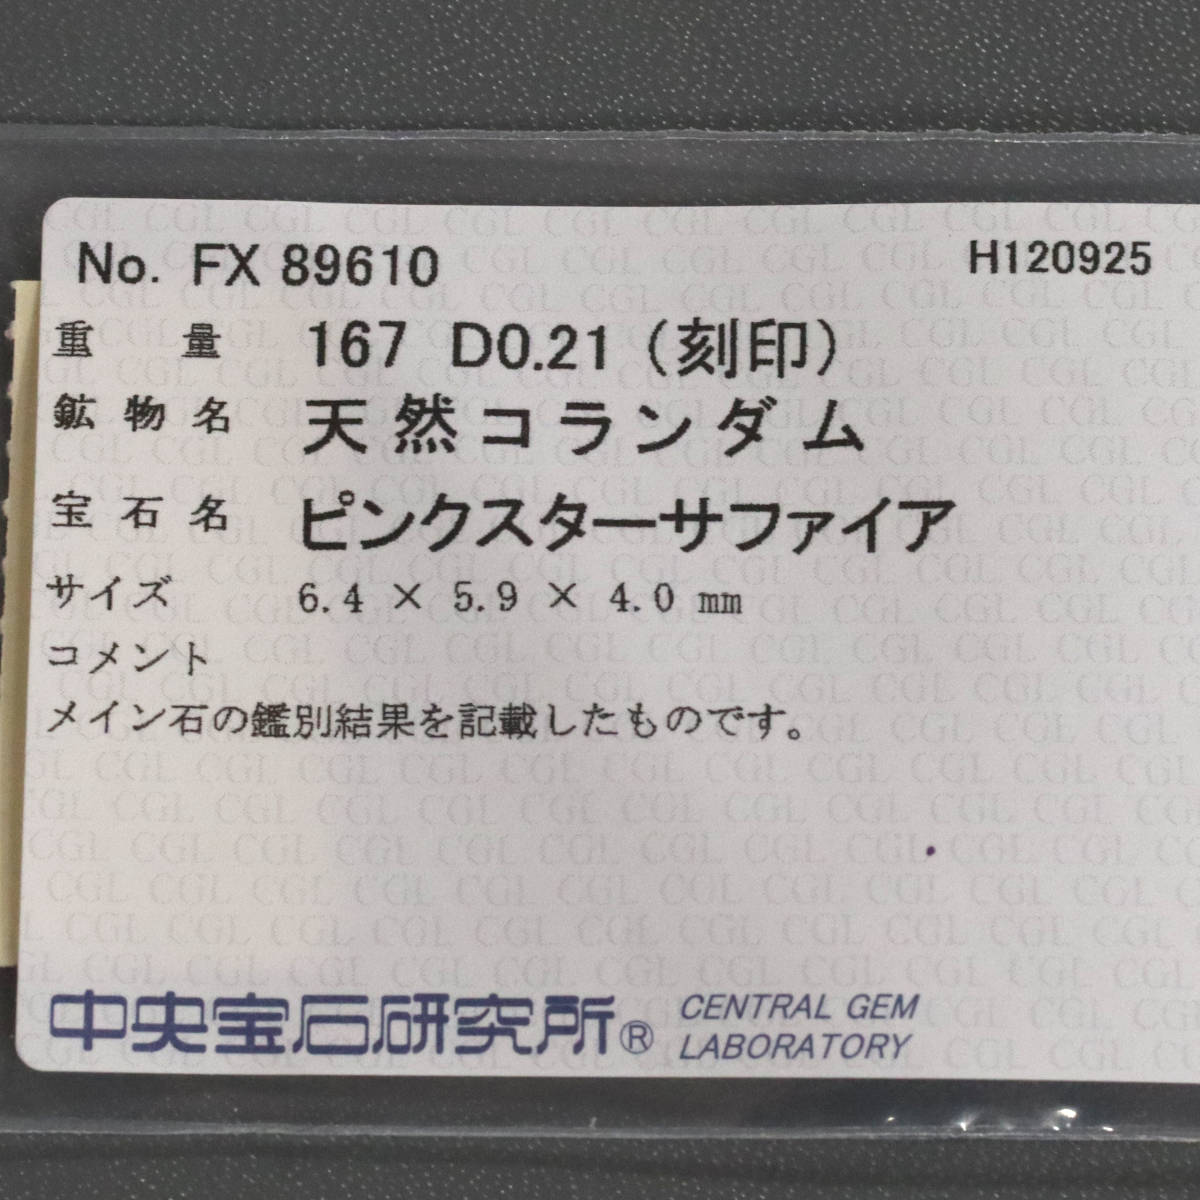 No. FX 89610 H120925
重量 167 D0.21（刻印）
鉱物名 天然コランダム
宝石名 ピンクスターサファイア
サイズ 6.4 × 5.9 × 4.0 mm
コメント
メイン石の鑑別結果を記載したものです。
中央宝石研究所® CENTRAL GEM
LABORATORY